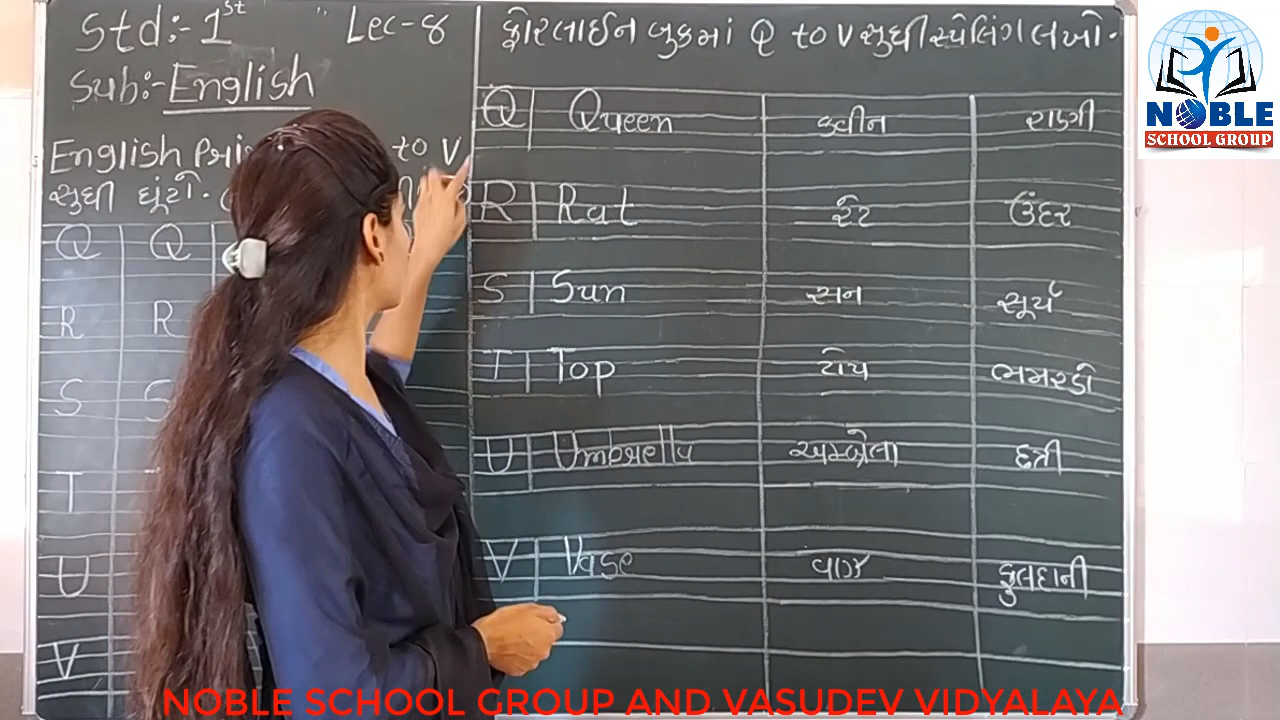 Std:- 1st Lec-8
Sub:- English
English to V
સુધી ઘૂંટો.
Q Q
R R
S S
T
U
V
ફોરલાઈન બુકમાં Q to V સુધી સ્પેલિંગ લખો.
Q Queen ક્વીન રાણી
R Rat રેટ ઉંદર
S Sun સન સૂર્ય
T Top ટોપ ભમરડો
U Umbrella અમ્બ્રેલા છત્રી
V Vase વાઝ ફુલદાની
NOBLE
SCHOOL GROUP
NOBLE SCHOOL GROUP AND VASUDEV VIDYALAYA